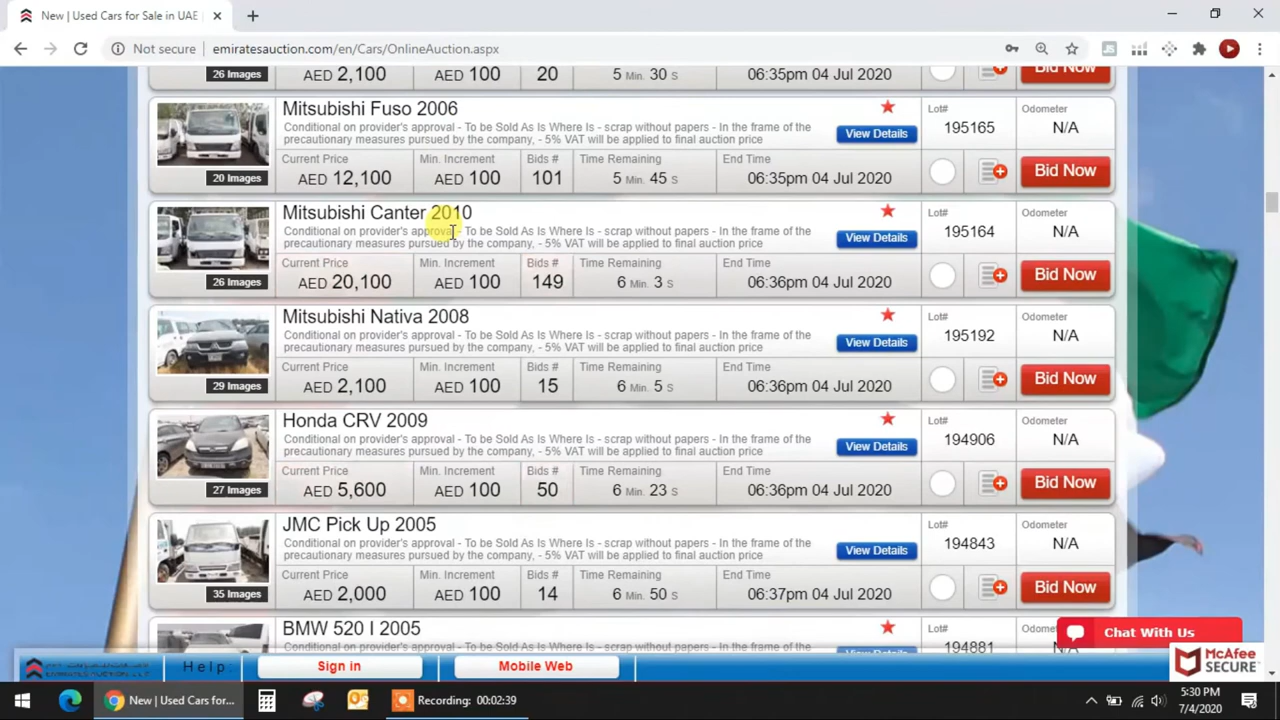 New | Used Cars for Sale in UAE
Not secure
emiratesauction.com/en/Cars/OnlineAuction.aspx
JS
26 Images
AED 2,100
AED 100
20
5 Min. 30 S
06:35pm 04 Jul 2020
Bid Now
Mitsubishi Fuso 2006
Conditional on provider's approval - To be Sold As Is Where Is - scrap without papers - In the frame of the
precautionary measures pursued by the company, - 5% VAT will be applied to final auction price
View Details
Lot#
195165
Odometer
N/A
20 Images
Current Price
AED 12,100
Min. Increment
AED 100
Bids #
101
Time Remaining
5 Min. 45 S
End Time
06:35pm 04 Jul 2020
Bid Now
Mitsubishi Canter 2010
Conditional on provider's approval - To be Sold As Is Where Is - scrap without papers - In the frame of the
precautionary measures pursued by the company, - 5% VAT will be applied to final auction price
View Details
Lot#
195164
Odometer
N/A
26 Images
Current Price
AED 20,100
Min. Increment
AED 100
Bids #
149
Time Remaining
6 Min. 3 S
End Time
06:36pm 04 Jul 2020
Bid Now
Mitsubishi Nativa 2008
Conditional on provider's approval - To be Sold As Is Where Is - scrap without papers - In the frame of the
precautionary measures pursued by the company, - 5% VAT will be applied to final auction price
View Details
Lot#
195192
Odometer
N/A
29 Images
Current Price
AED 2,100
Min. Increment
AED 100
Bids #
15
Time Remaining
6 Min. 5 S
End Time
06:36pm 04 Jul 2020
Bid Now
Honda CRV 2009
Conditional on provider's approval - To be Sold As Is Where Is - scrap without papers - In the frame of the
precautionary measures pursued by the company, - 5% VAT will be applied to final auction price
View Details
Lot#
194906
Odometer
N/A
27 Images
Current Price
AED 5,600
Min. Increment
AED 100
Bids #
50
Time Remaining
6 Min. 23 S
End Time
06:36pm 04 Jul 2020
Bid Now
JMC Pick Up 2005
Conditional on provider's approval - To be Sold As Is Where Is - scrap without papers - In the frame of the
precautionary measures pursued by the company, - 5% VAT will be applied to final auction price
View Details
Lot#
194843
Odometer
N/A
35 Images
Current Price
AED 2,000
Min. Increment
AED 100
Bids #
14
Time Remaining
6 Min. 50 S
End Time
06:37pm 04 Jul 2020
Bid Now
BMW 520 I 2005
Lot#
194881
Chat With Us
Help:
Sign in
Mobile Web
McAfee
SECURE
New | Used Cars for...
Recording: 00:02:39
5:30 PM
7/4/2020